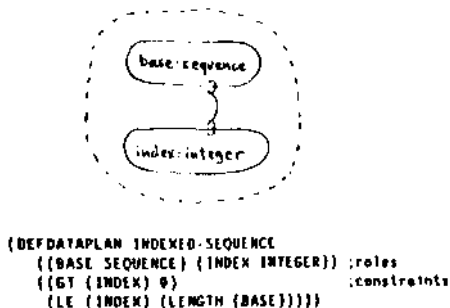 base:sequence
index:integer
(DEFDATAPLAN INDEXED-SEQUENCE
((BASE SEQUENCE) (INDEX INTEGER)) ;roles
((GT (INDEX) 0) ;constraints
(LE (INDEX) (LENGTH (BASE)))))